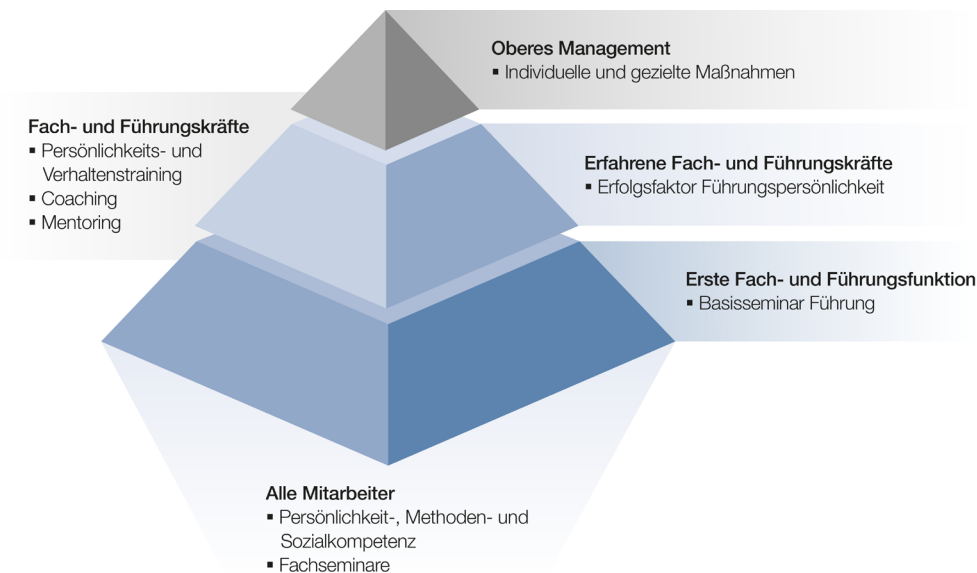 Oberes Management
▪ Individuelle und gezielte Maßnahmen
Fach- und Führungskräfte
▪ Persönlichkeits- und
Verhaltenstraining
▪ Coaching
▪ Mentoring
Erfahrene Fach- und Führungskräfte
▪ Erfolgsfaktor Führungspersönlichkeit
Erste Fach- und Führungsfunktion
▪ Basisseminar Führung
Alle Mitarbeiter
▪ Persönlichkeit-, Methoden- und
Sozialkompetenz
▪ Fachseminare